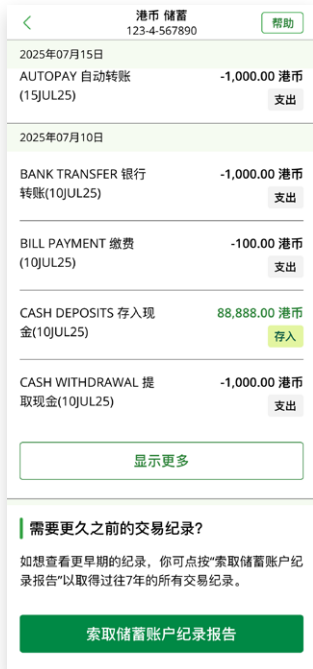 港币 储蓄
123-4-567890
帮助
2025年07月15日
AUTOPAY 自动转账
(15JUL25)
-1,000.00 港币
支出
2025年07月10日
BANK TRANSFER 银行
转账(10JUL25)
-1,000.00 港币
支出
BILL PAYMENT 缴费
(10JUL25)
-100.00 港币
支出
CASH DEPOSITS 存入现
金(10JUL25)
88,888.00 港币
存入
CASH WITHDRAWAL 提
取现金(10JUL25)
-1,000.00 港币
支出
显示更多
需要更久之前的交易纪录?
如想查看更早期的纪录，你可点按“索取储蓄账户纪
录报告”以取得过往7年的所有交易纪录。
索取储蓄账户纪录报告